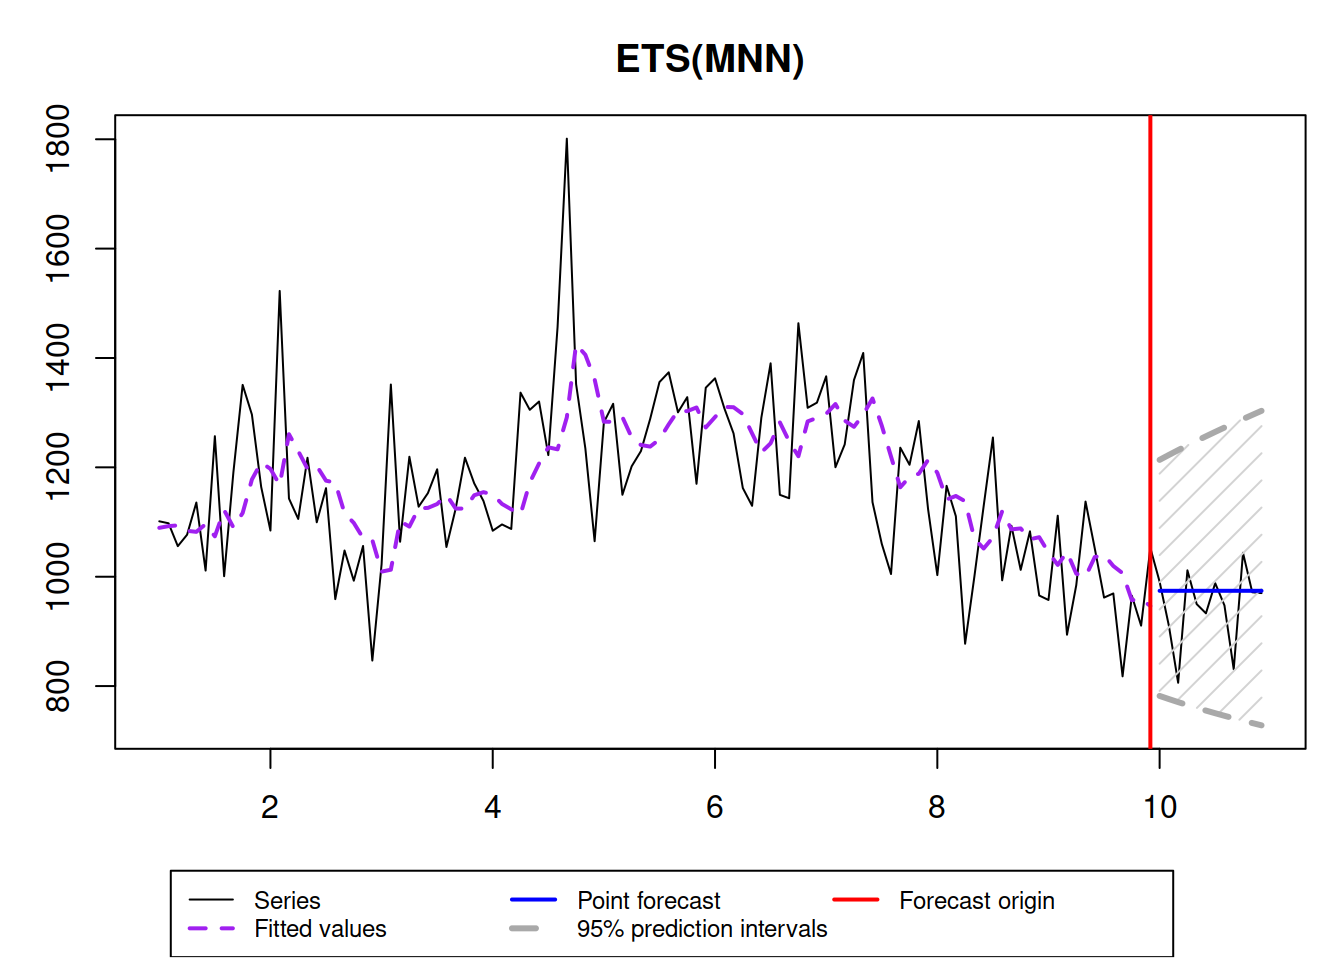 ETS(MNN)
1800
1600
1400
1200
1000
800
2 4 6 8 10
Series Point forecast Forecast origin
Fitted values 95% prediction intervals